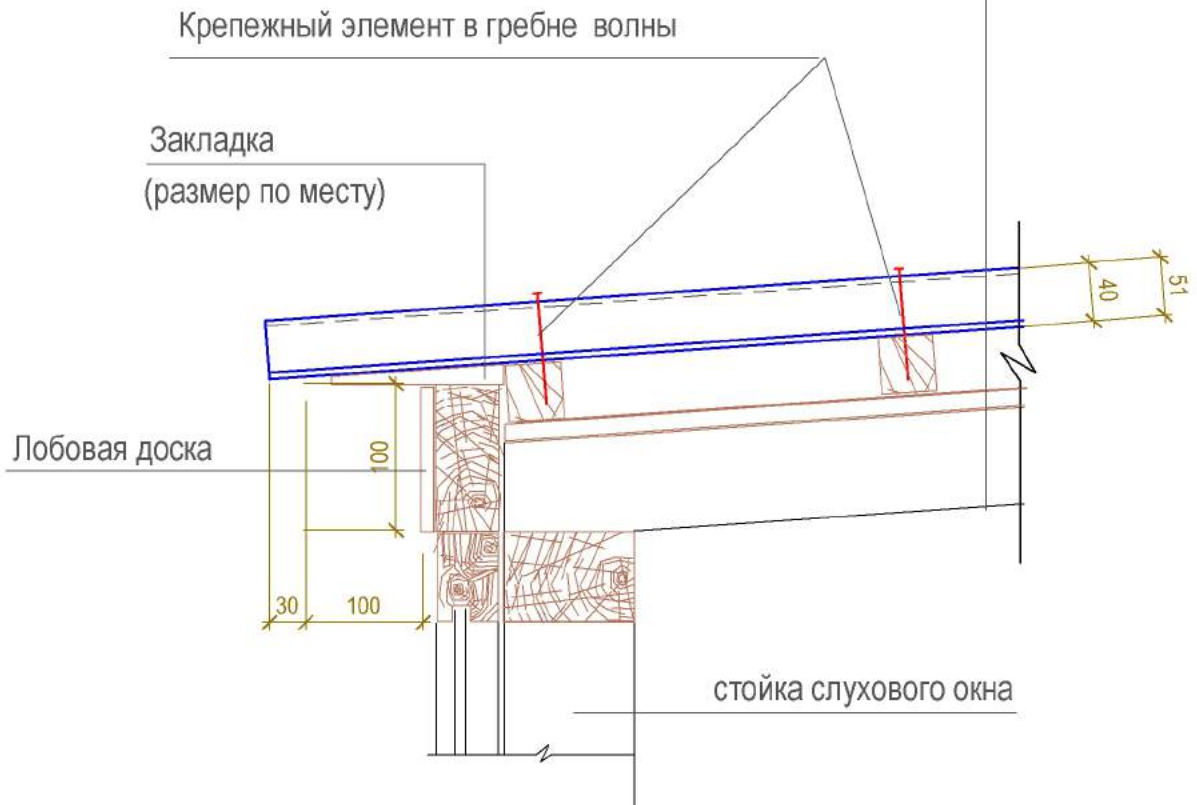 Крепежный элемент в гребне волны
Закладка
(размер по месту)
40
51
Лобовая доска
100
30
100
стойка слухового окна